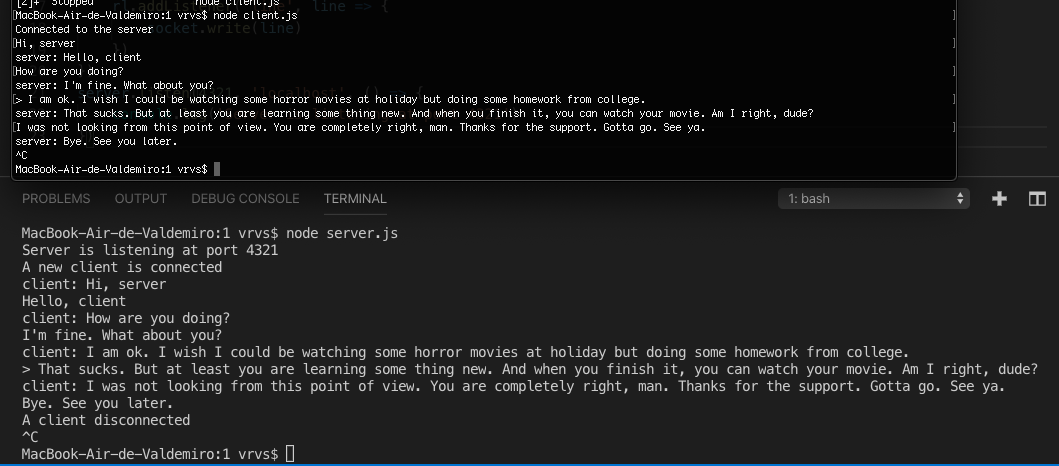 [2]+  Stopped                 node client.js
rl.addListener('line', line => {
MacBook-Air-de-Valdemiro:1 vrvs$ node client.js
Connected to the server
socket.write(line)
Hi, server
})
server: Hello, client
How are you doing?
server: I'm fine. What about you?
'localhost', () => {
> I am ok. I wish I could be watching some horror movies at holiday but doing some homework from college.
server: That sucks. But at least you are learning some thing new. And when you finish it, you can watch your movie. Am I right, dude?
I was not looking from this point of view. You are completely right, man. Thanks for the support. Gotta go. See ya.
server: Bye. See you later.
^C
MacBook-Air-de-Valdemiro:1 vrvs$
PROBLEMS OUTPUT DEBUG CONSOLE TERMINAL 1: bash
MacBook-Air-de-Valdemiro:1 vrvs$ node server.js
Server is listening at port 4321
A new client is connected
client: Hi, server
Hello, client
client: How are you doing?
I'm fine. What about you?
client: I am ok. I wish I could be watching some horror movies at holiday but doing some homework from college.
> That sucks. But at least you are learning some thing new. And when you finish it, you can watch your movie. Am I right, dude?
client: I was not looking from this point of view. You are completely right, man. Thanks for the support. Gotta go. See ya.
Bye. See you later.
A client disconnected
^C
MacBook-Air-de-Valdemiro:1 vrvs$